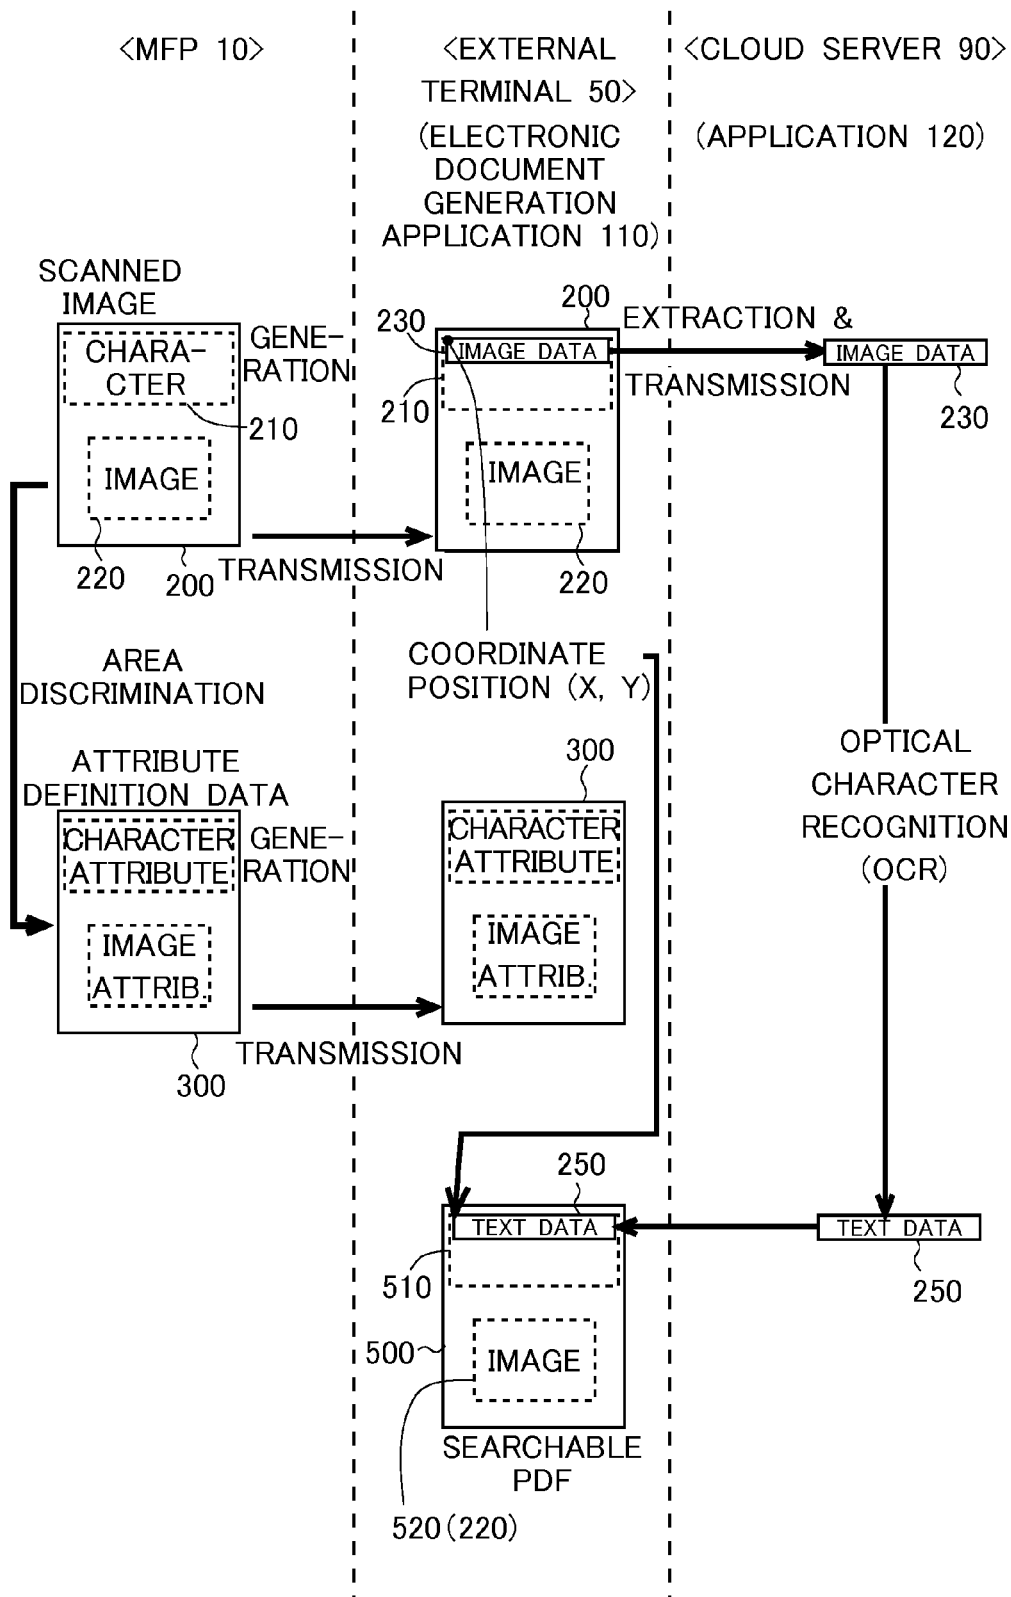 <MFP 10>
<EXTERNAL
TERMINAL 50>
(ELECTRONIC
DOCUMENT
GENERATION
APPLICATION 110)
<CLOUD SERVER 90>
(APPLICATION 120)
SCANNED
IMAGE
CHARA-
CTER
GENE-
RATION
210
IMAGE
220
200
TRANSMISSION
200
230
IMAGE DATA
210
IMAGE
220
EXTRACTION &
TRANSMISSION
IMAGE DATA
230
AREA
DISCRIMINATION
COORDINATE
POSITION (X, Y)
OPTICAL
CHARACTER
RECOGNITION
(OCR)
ATTRIBUTE
DEFINITION DATA
CHARACTER
ATTRIBUTE
GENE-
RATION
IMAGE
ATTRIB.
300
TRANSMISSION
300
CHARACTER
ATTRIBUTE
IMAGE
ATTRIB.
250
TEXT DATA
510
500
IMAGE
SEARCHABLE
PDF
520(220)
TEXT DATA
250